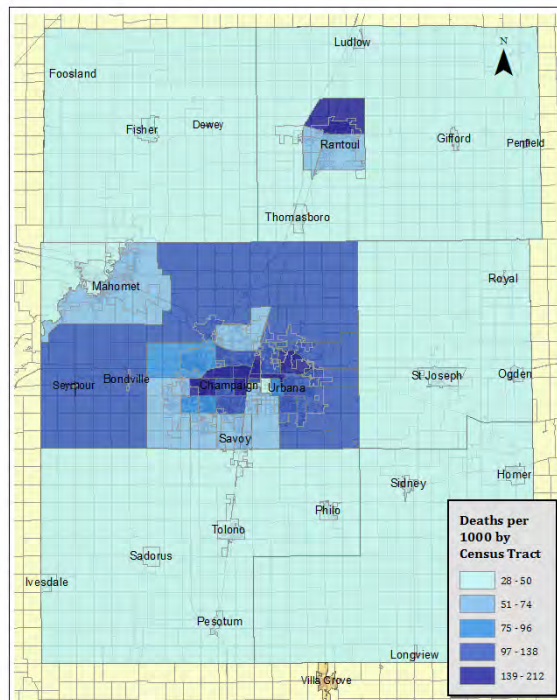 Ludlow
N
Foosland
Fisher
Dewey
Rantoul
Gifford
Penfield
Thomasboro
Mahomet
Royal
Seymour
Bondville
Champaign
Urbana
St Joseph
Ogden
Savoy
Sidney
Homer
Philo
Tolono
Sadorus
Ivesdale
Pesotum
Longview
Villa Grove
Deaths per
1000 by
Census Tract
28 - 50
51 - 74
75 - 96
97 - 138
139 - 212